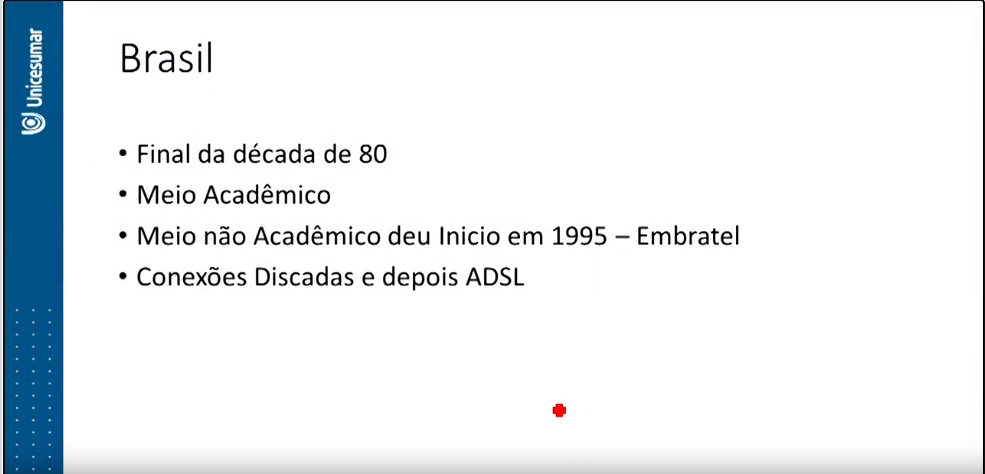 Unicesumar
Brasil
• Final da década de 80
• Meio Acadêmico
• Meio não Acadêmico deu Inicio em 1995 – Embratel
• Conexões Discadas e depois ADSL